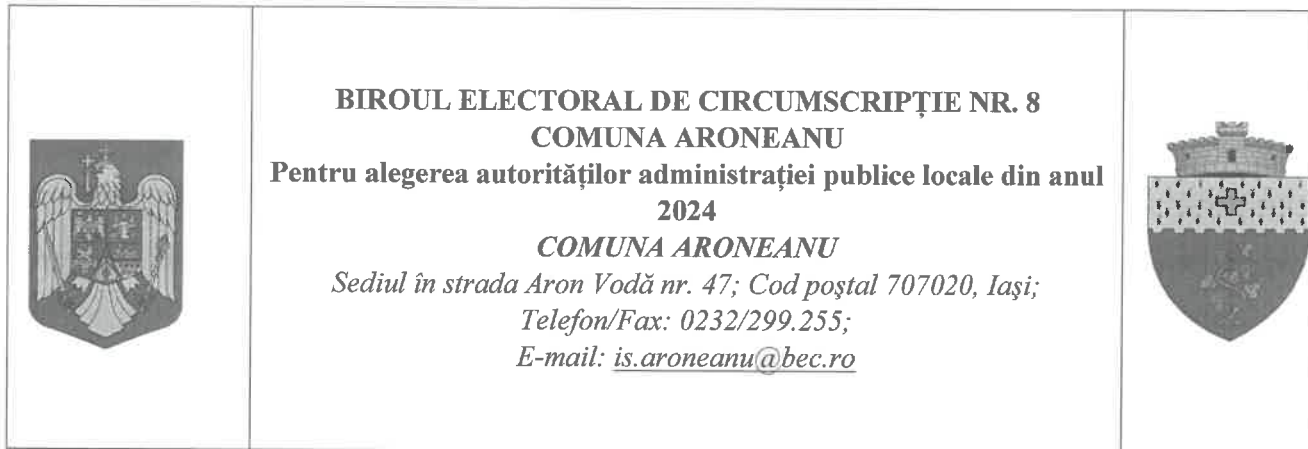 BIROUL ELECTORAL DE CIRCUMSCRIPȚIE NR. 8
COMUNA ARONEANU
Pentru alegerea autorităților administrației publice locale din anul
2024
COMUNA ARONEANU
Sediul în strada Aron Vodă nr. 47; Cod poştal 707020, Iaşi;
Telefon/Fax: 0232/299.255;
E-mail: is.aroneanu@bec.ro